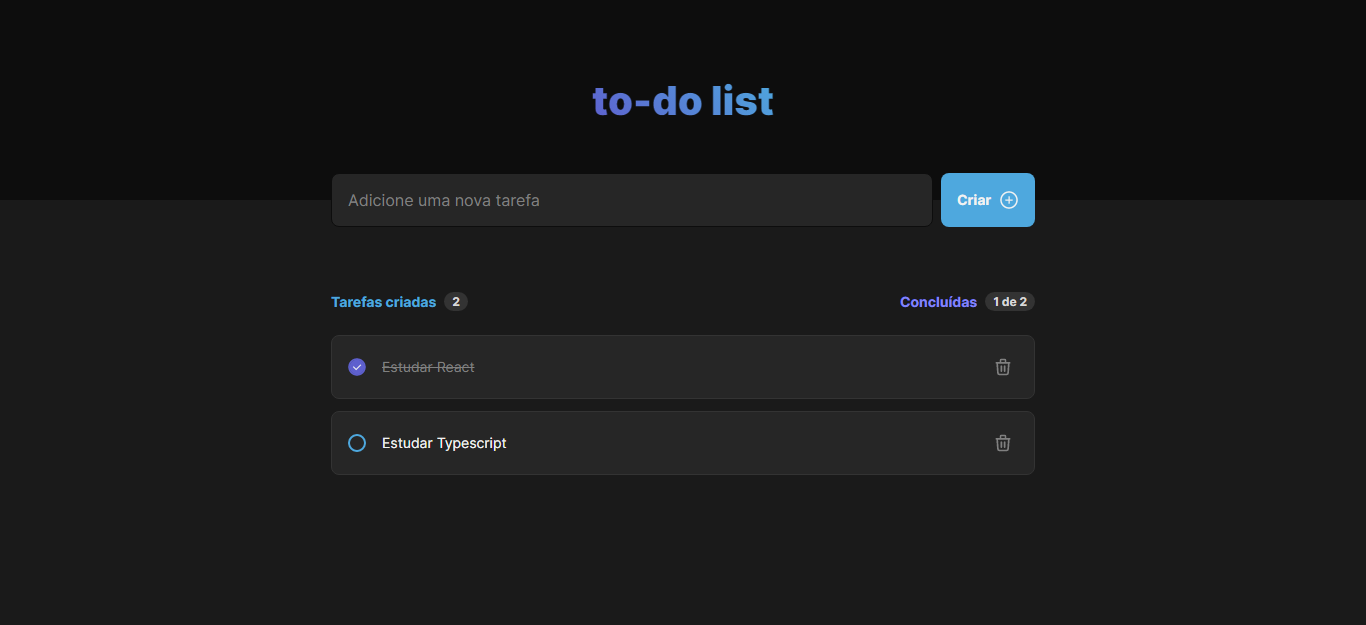 to-do list
Adicione uma nova tarefa
Criar
Tarefas criadas 2
Concluídas 1 de 2
Estudar React
Estudar Typescript